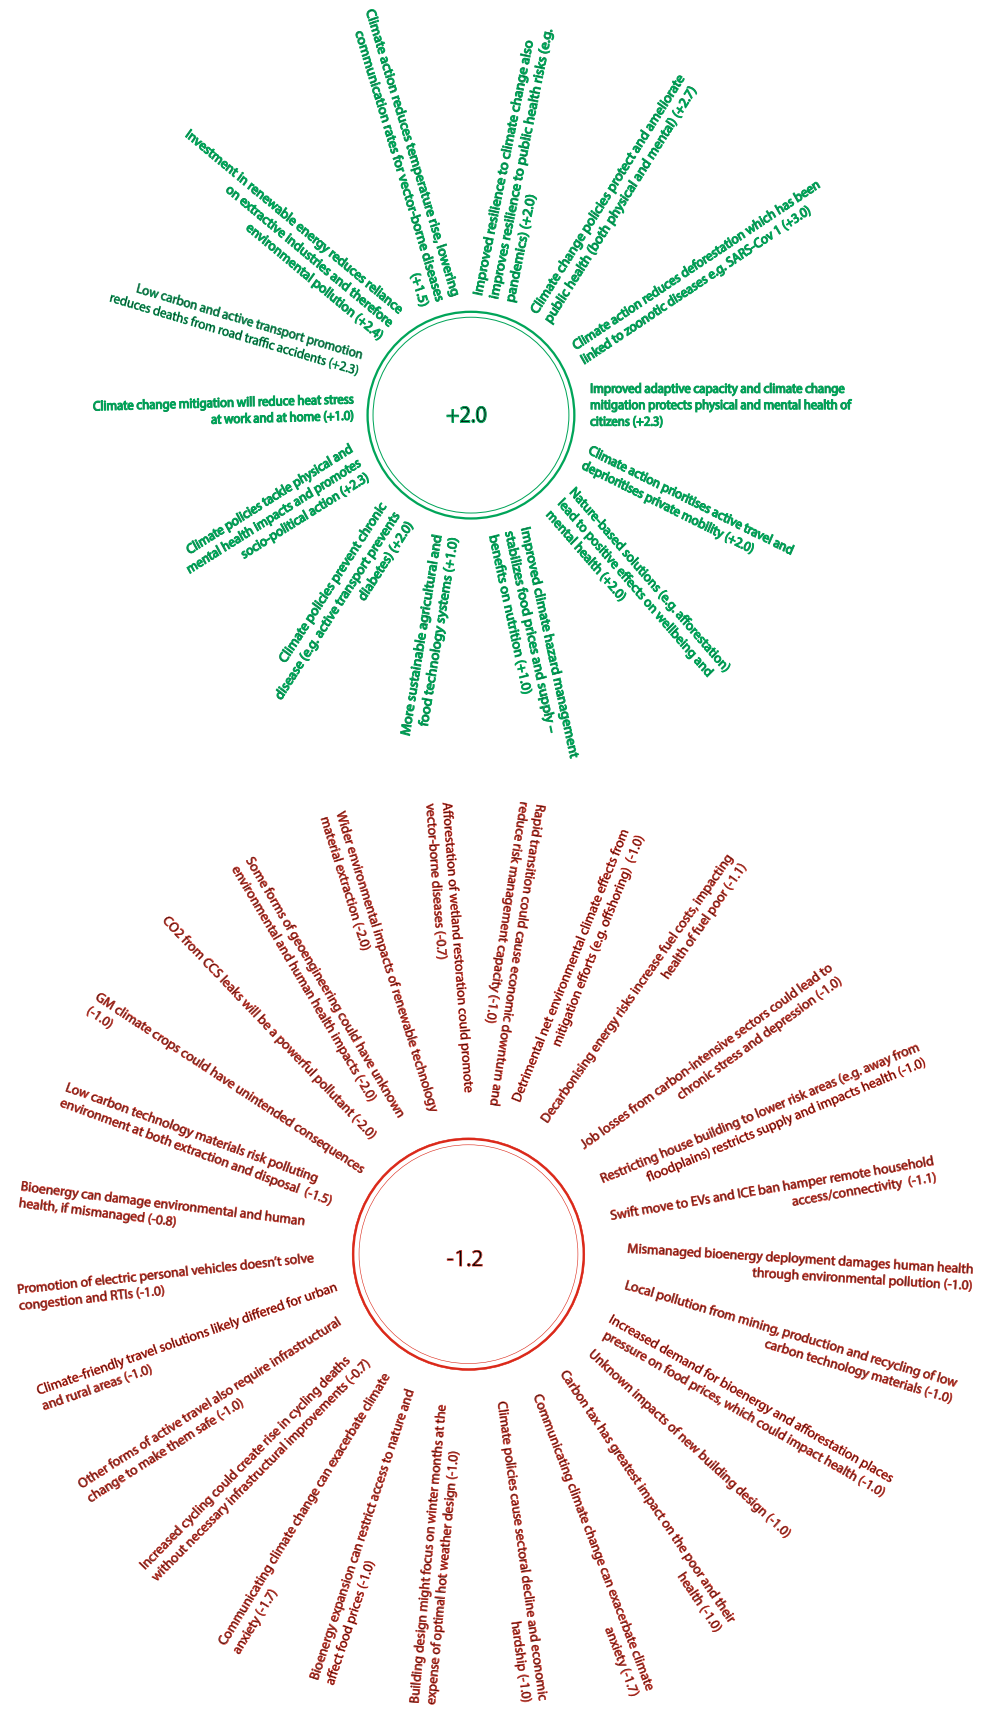 Climate action reduces temperature rise, lowering
communication rates for vector-borne diseases
(+1.5)
Improved resilience to climate change also
improves resilience to public health risks (e.g.
pandemics) (+2.0)
Climate change policies protect and ameliorate
public health (both physical and mental) (+2.7)
Climate action reduces deforestation which has been
linked to zoonotic diseases e.g. SARS-Cov 1 (+3.0)
Improved adaptive capacity and climate change
mitigation protects physical and mental health of
citizens (+2.3)
Climate action prioritises active travel and
deprioritises private mobility (+2.0)
Nature-based solutions (e.g. afforestation)
lead to positive effects on wellbeing and
mental health (+2.0)
Improved climate hazard management
stabilizes food prices and supply –
benefits on nutrition (+1.0)
More sustainable agricultural and
food technology systems (+1.0)
Climate policies prevent chronic
disease (e.g. active transport prevents
diabetes) (+2.0)
Climate policies tackle physical and
mental health impacts and promotes
socio-political action (+2.3)
Climate change mitigation will reduce heat stress
at work and at home (+1.0)
Low carbon and active transport promotion
reduces deaths from road traffic accidents (+2.3)
Investment in renewable energy reduces reliance
on extractive industries and therefore
environmental pollution (+2.4)
+2.0
Afforestation of wetland restoration could promote
vector-borne diseases (-0.7)
Rapid transition could cause economic downturn and
reduce risk management capacity (-1.0)
Detrimental net environmental climate effects from
mitigation efforts (e.g. offshoring) (-1.0)
Decarbonising energy risks increase fuel costs, impacting
health of fuel poor (-1.1)
Job losses from carbon-intensive sectors could lead to
chronic stress and depression (-1.0)
Restricting house building to lower risk areas (e.g. away from
floodplains) restricts supply and impacts health (-1.0)
Swift move to EVs and ICE ban hamper remote household
access/connectivity (-1.1)
Mismanaged bioenergy deployment damages human health
through environmental pollution (-1.0)
Local pollution from mining, production and recycling of low
carbon technology materials (-1.0)
Increased demand for bioenergy and afforestation places
pressure on food prices, which could impact health (-1.0)
Unknown impacts of new building design (-1.0)
Carbon tax has greatest impact on the poor and their
health (-1.0)
Communicating climate change can exacerbate climate
anxiety (-1.7)
Climate policies cause sectoral decline and economic
hardship (-1.0)
Building design might focus on winter months at the
expense of optimal hot weather design (-1.0)
Bioenergy expansion can restrict access to nature and
affect food prices (-1.0)
Communicating climate change can exacerbate climate
anxiety (-1.7)
Increased cycling could create rise in cycling deaths
without necessary infrastructural improvements (-0.7)
Other forms of active travel also require infrastructural
change to make them safe (-1.0)
Climate-friendly travel solutions likely differed for urban
and rural areas (-1.0)
Promotion of electric personal vehicles doesn't solve
congestion and RTIs (-1.0)
Bioenergy can damage environmental and human
health, if mismanaged (-0.8)
Low carbon technology materials risk polluting
environment at both extraction and disposal (-1.5)
GM climate crops could have unintended consequences
(-1.0)
CO2 from CCS leaks will be a powerful pollutant (-2.0)
Some forms of geoengineering could have unknown
environmental and human health impacts (-2.0)
Wider environmental impacts of renewable technology
material extraction (-2.0)
-1.2